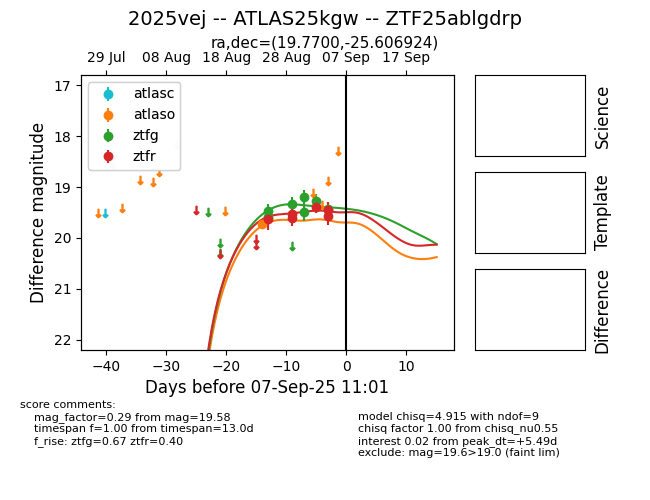 2025vej -- ATLAS25kgw -- ZTF25ablgdrp
ra,dec=(19.7700,-25.606924)
29 Jul 08 Aug 18 Aug 28 Aug 07 Sep 17 Sep
atlasc
atlaso
ztfg
ztfr
17
18
19
20
21
22
Difference magnitude
−40 −30 −20 −10 0 10
Days before 07-Sep-25 11:01
Science
Template
Difference
score comments:
mag_factor=0.29 from mag=19.58
timespan f=1.00 from timespan=13.0d
f_rise: ztfg=0.67 ztfr=0.40
model chisq=4.915 with ndof=9
chisq factor 1.00 from chisq_nu0.55
interest 0.02 from peak_dt=+5.49d
exclude: mag=19.6>19.0 (faint lim)